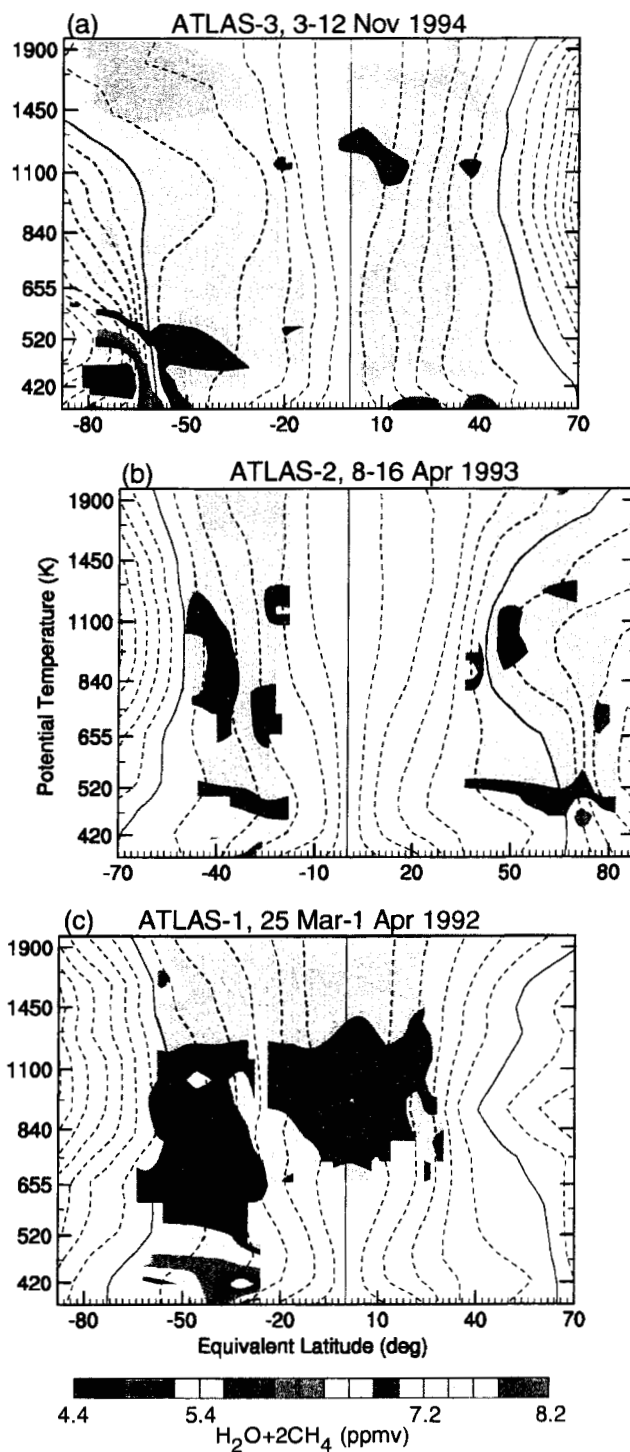 (a) ATLAS-3, 3-12 Nov 1994
1900
1450
1100
840
655
520
420
-80 -50 -20 10 40 70
(b) ATLAS-2, 8-16 Apr 1993
Potential Temperature (K)
1900
1450
1100
840
655
520
420
-70 -40 -10 20 50 80
(c) ATLAS-1, 25 Mar-1 Apr 1992
1900
1450
1100
840
655
520
420
-80 -50 -20 10 40 70
Equivalent Latitude (deg)
4.4 5.4 6.3 7.2 8.2
H₂O+2CH₄ (ppmv)